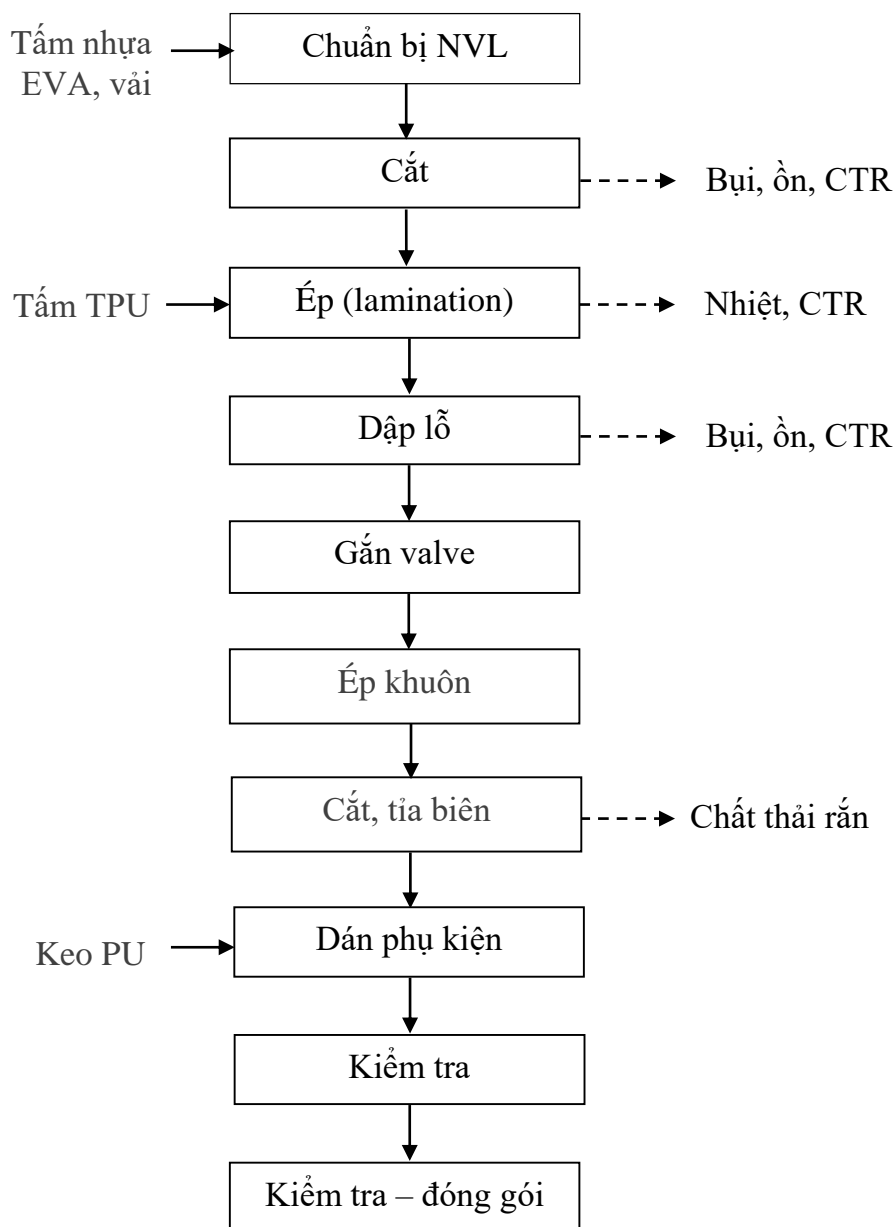 Tấm nhựa
EVA, vải
Chuẩn bị NVL
Cắt
Bụi, ồn, CTR
Tấm TPU
Ép (lamination)
Nhiệt, CTR
Dập lỗ
Bụi, ồn, CTR
Gắn valve
Ép khuôn
Cắt, tỉa biên
Chất thải rắn
Keo PU
Dán phụ kiện
Kiểm tra
Kiểm tra – đóng gói